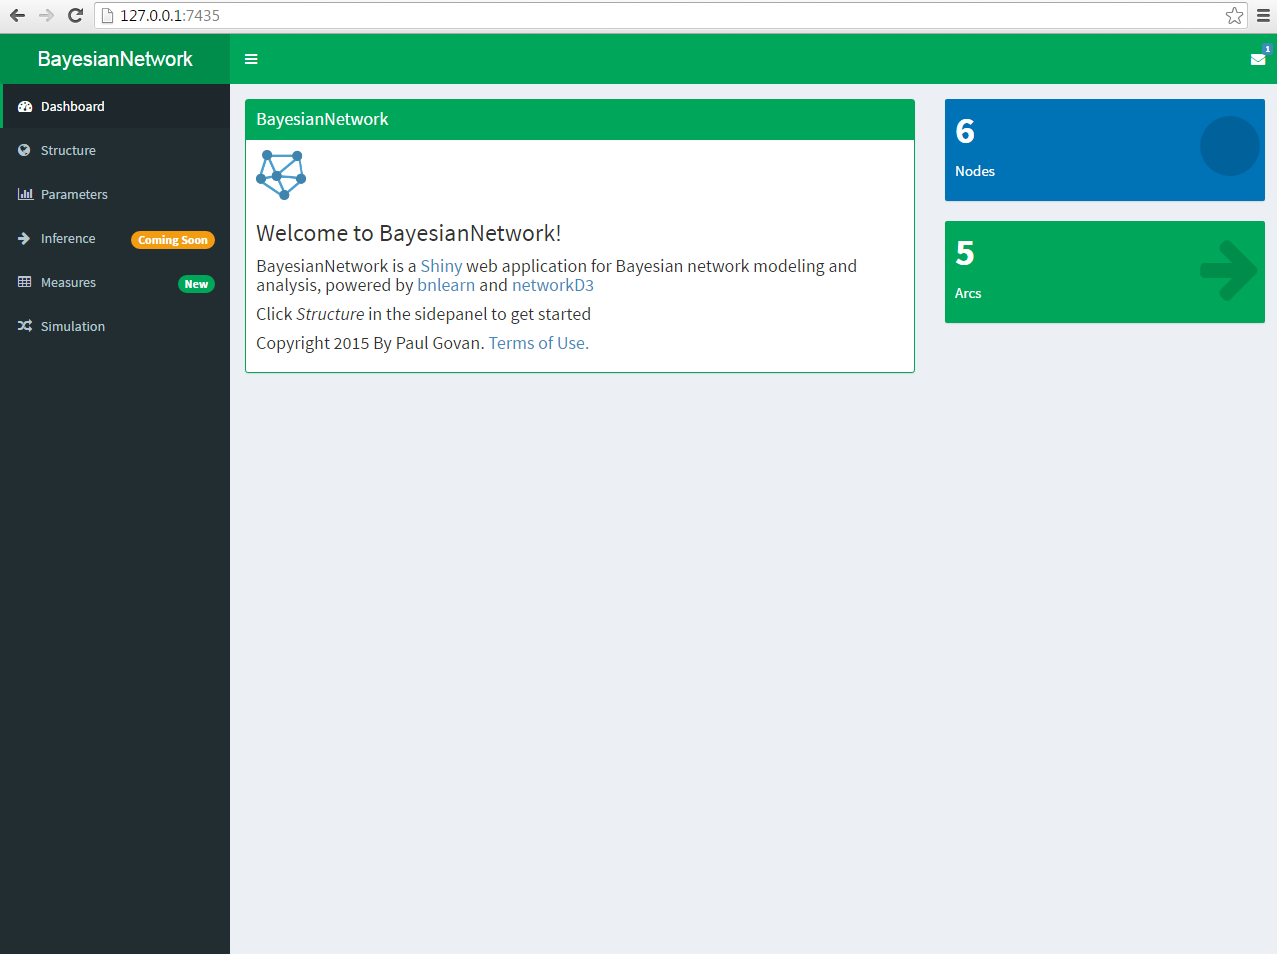 127.0.0.1:7435
BayesianNetwork
1
Dashboard
Structure
Parameters
Inference Coming Soon
Measures New
Simulation
BayesianNetwork
Welcome to BayesianNetwork!
BayesianNetwork is a Shiny web application for Bayesian network modeling and
analysis, powered by bnlearn and networkD3
Click Structure in the sidepanel to get started
Copyright 2015 By Paul Govan. Terms of Use.
6
Nodes
5
Arcs